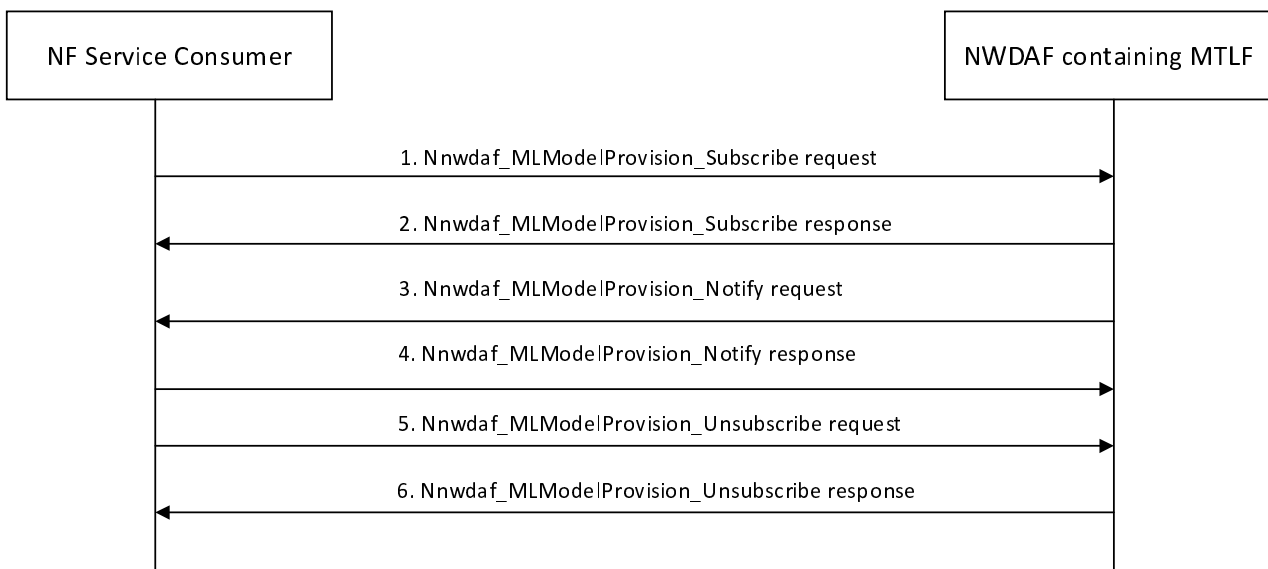 NF Service Consumer
NWDAF containing MTLF
1. Nnwdaf_MLModelProvision_Subscribe request
2. Nnwdaf_MLModelProvision_Subscribe response
3. Nnwdaf_MLModelProvision_Notify request
4. Nnwdaf_MLModelProvision_Notify response
5. Nnwdaf_MLModelProvision_Unsubscribe request
6. Nnwdaf_MLModelProvision_Unsubscribe response